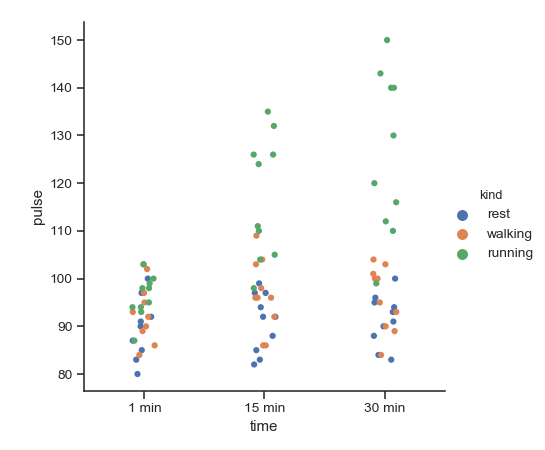 150
140
130
120
110
100
90
80
pulse
1 min
15 min
30 min
time
kind
rest
walking
running